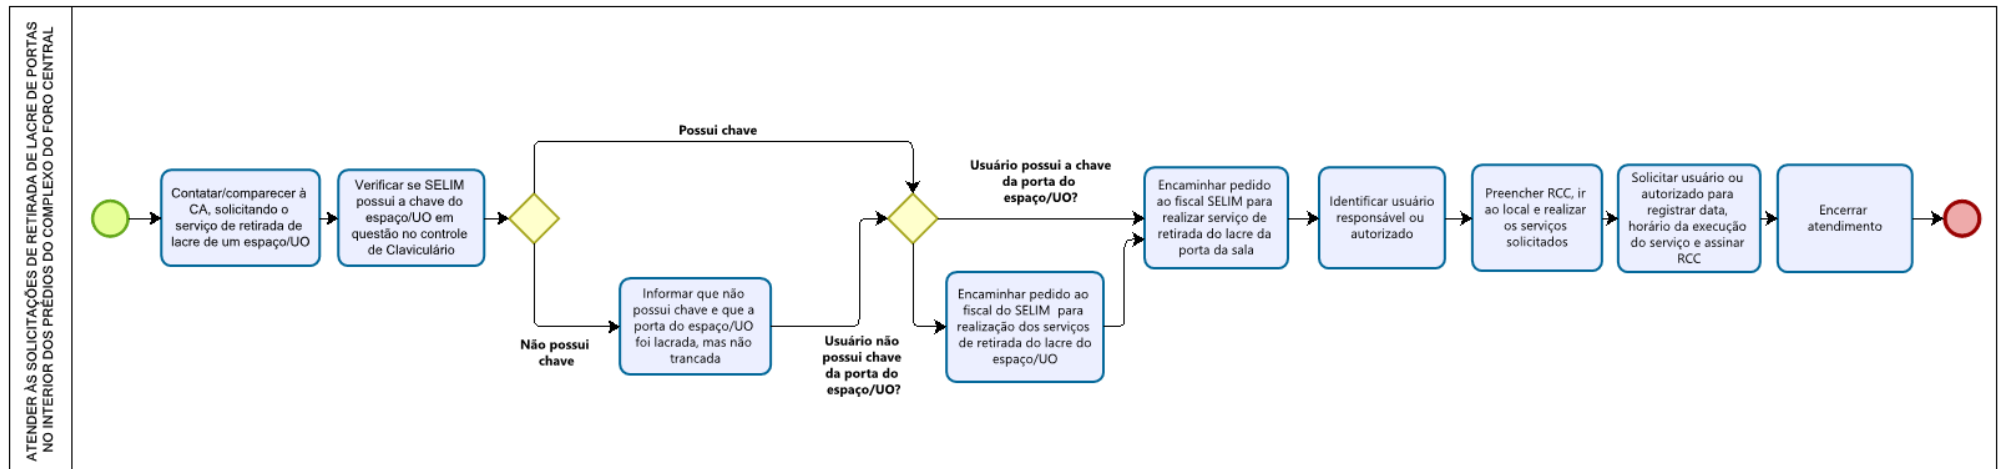 ATENDER ÀS SOLICITAÇÕES DE RETIRADA DE LACRE DE PORTAS
NO INTERIOR DOS PRÉDIOS DO COMPLEXO DO FORO CENTRAL
Contatar/comparecer à
CA, solicitando o
serviço de retirada de
lacre de um espaço/UO
Verificar se SELIM
possui a chave do
espaço/UO em
questão no controle
de Claviculário
Possui chave
Não possui
chave
Informar que não
possui chave e que a
porta do espaço/UO
foi lacrada, mas não
trancada
Usuário não
possui chave
da porta do
espaço/UO?
Usuário possui a chave
da porta do
espaço/UO?
Encaminhar pedido ao
fiscal do SELIM para
realização dos serviços
de retirada do lacre do
espaço/UO
Encaminhar pedido
ao fiscal SELIM para
realizar serviço de
retirada do lacre da
porta da sala
Identificar usuário
responsável ou
autorizado
Preencher RCC, ir
ao local e realizar
os serviços
solicitados
Solicitar usuário ou
autorizado para
registrar data,
horário da execução
do serviço e assinar
RCC
Encerrar
atendimento